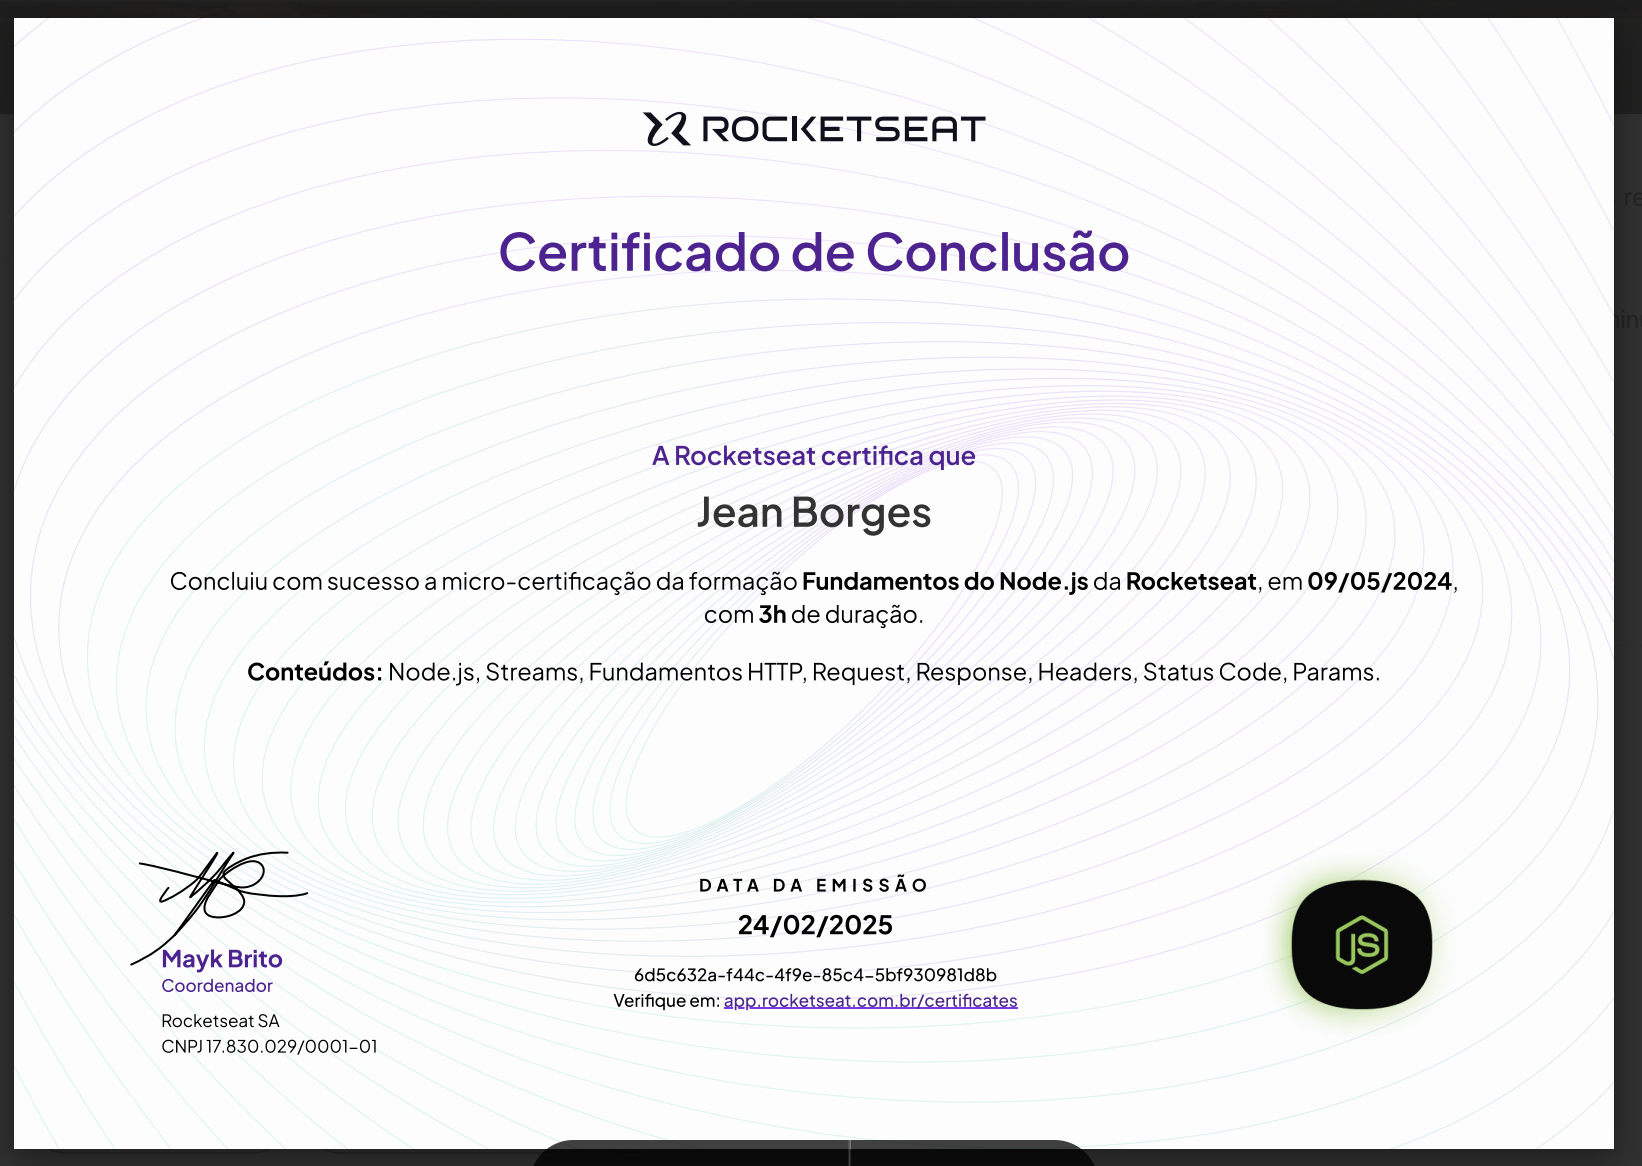 ROCKETSEAT
Certificado de Conclusão
A Rocketseat certifica que
Jean Borges
Concluiu com sucesso a micro-certificação da formação Fundamentos do Node.js da Rocketseat, em 09/05/2024,
com 3h de duração.
Conteúdos: Node.js, Streams, Fundamentos HTTP, Request, Response, Headers, Status Code, Params.
Mayk Brito
Coordenador
Rocketseat SA
CNPJ 17.830.029/0001-01
DATA DA EMISSÃO
24/02/2025
6d5c632a-f44c-4f9e-85c4-5bf930981d8b
Verifique em: app.rocketseat.com.br/certificates
JS